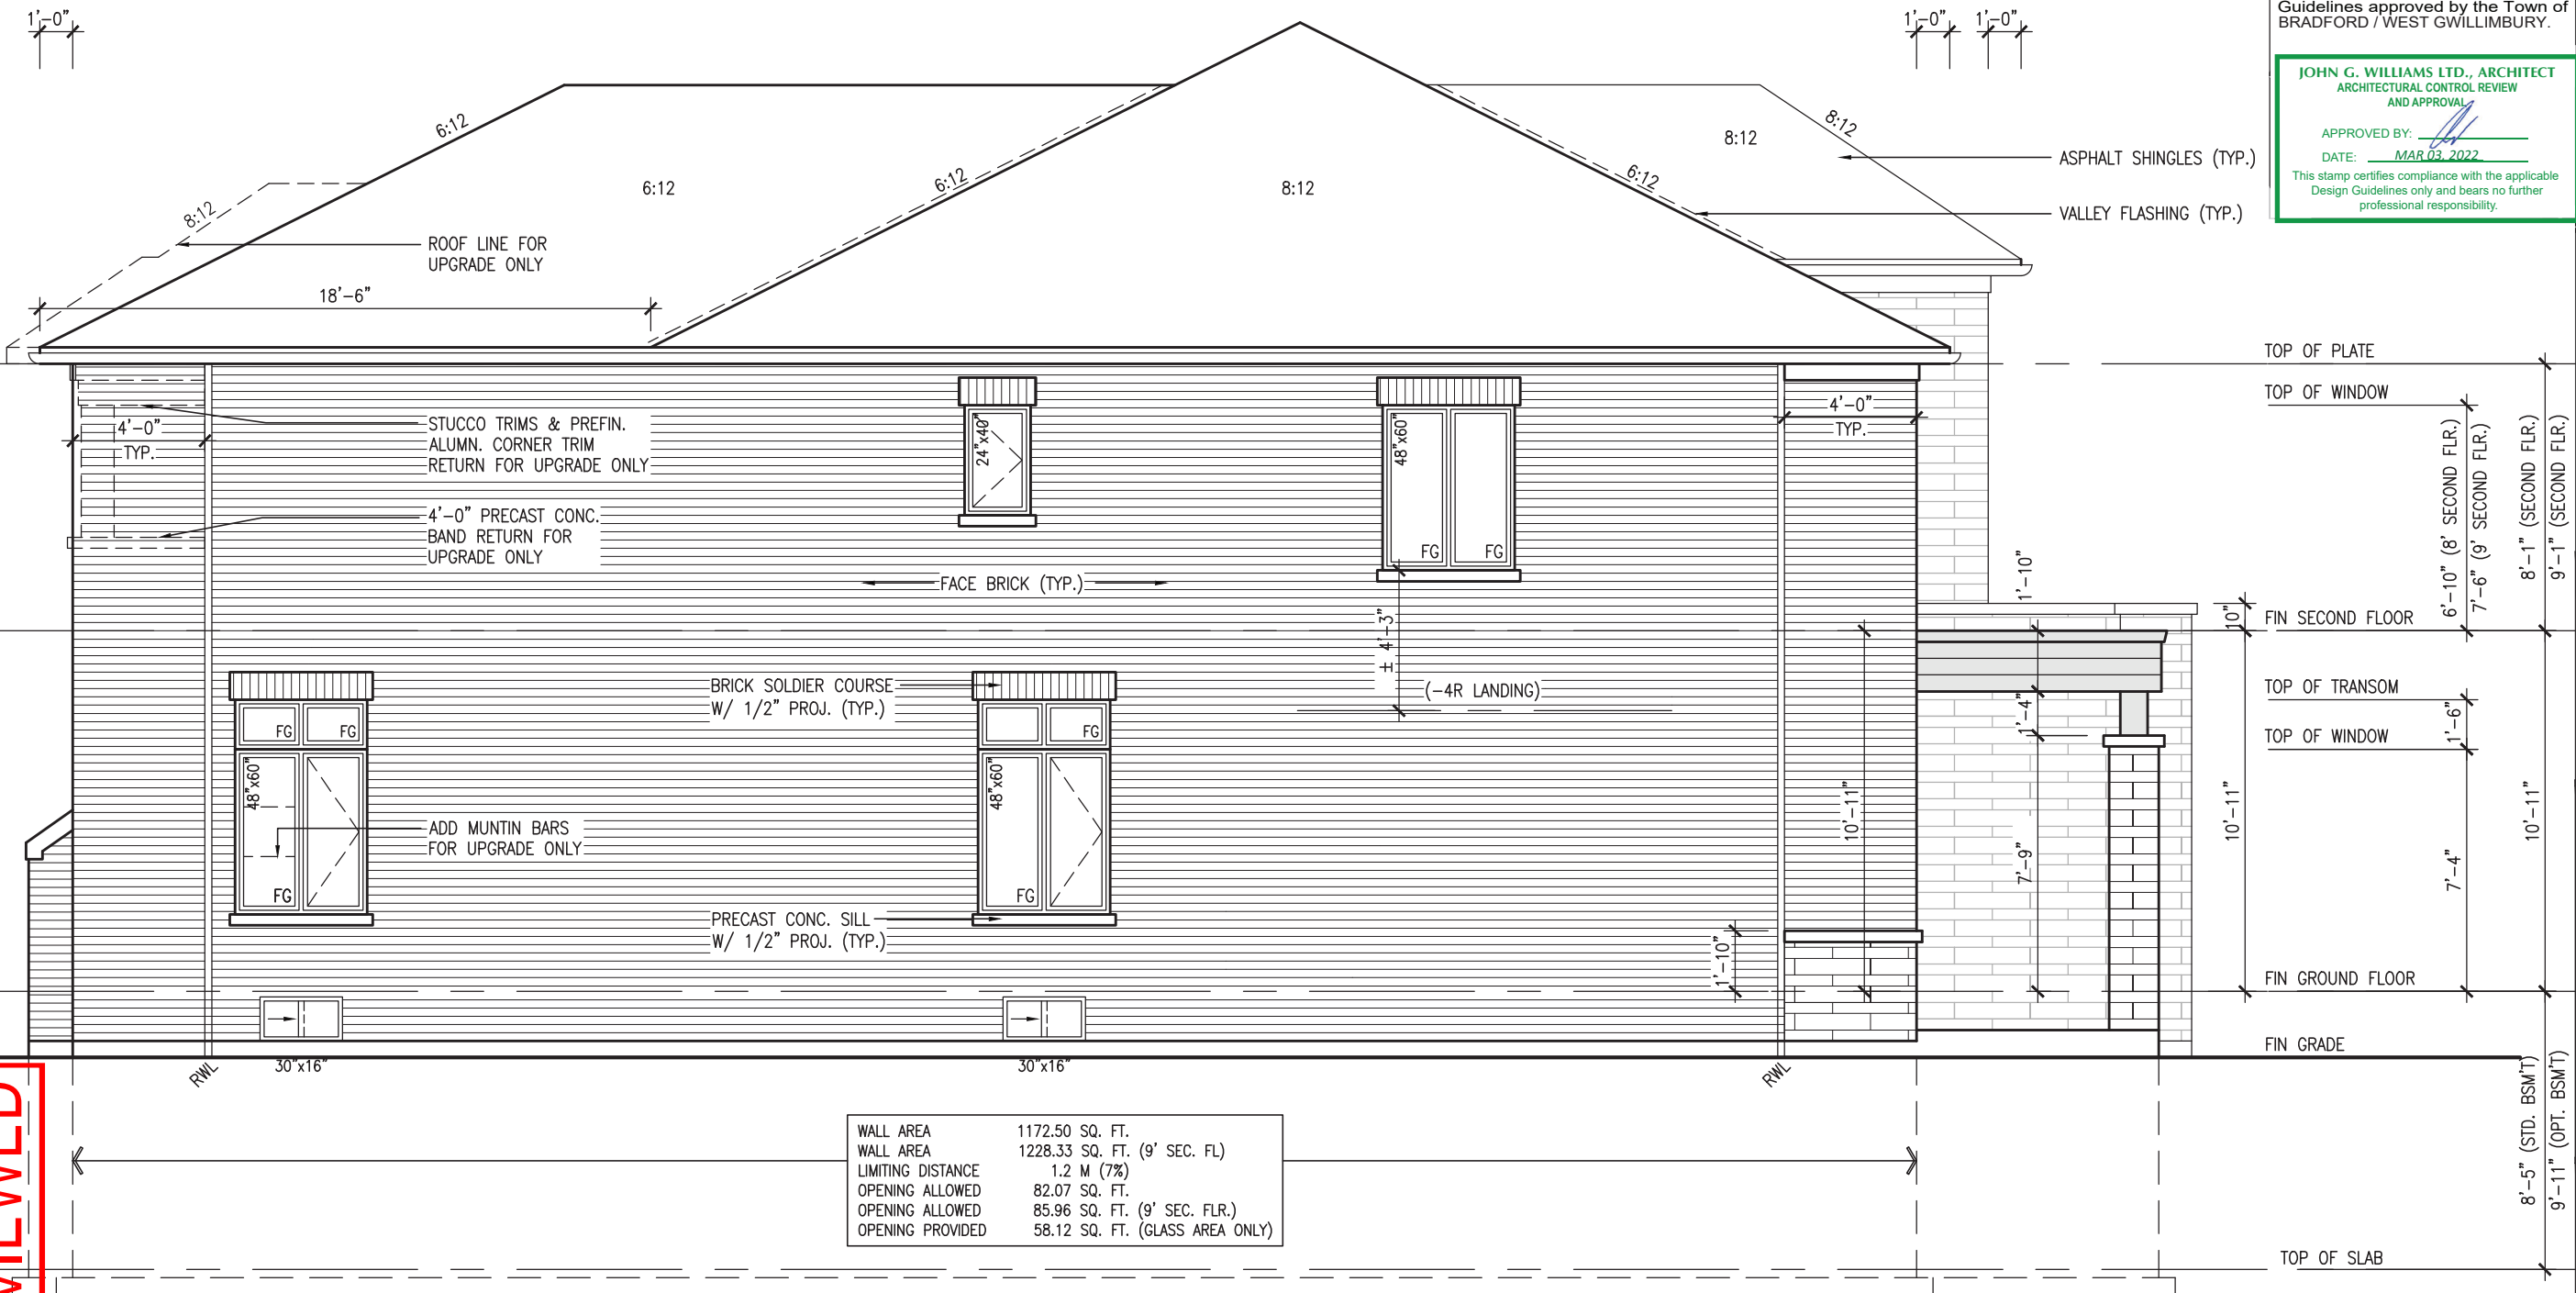 1'-0"
1'-0"
1'-0"
Guidelines approved by the Town of
BRADFORD / WEST GWILLIMBURY.
JOHN G. WILLIAMS LTD., ARCHITECT
ARCHITECTURAL CONTROL REVIEW
AND APPROVAL
APPROVED BY:
DATE: MAR 03, 2022
This stamp certifies compliance with the applicable
Design Guidelines only and bears no further
professional responsibility.
6:12
8:12
6:12
6:12
8:12
6:12
8:12
8:12
ASPHALT SHINGLES (TYP.)
VALLEY FLASHING (TYP.)
ROOF LINE FOR
UPGRADE ONLY
18'-6"
TOP OF PLATE
TOP OF WINDOW
4'-0"
TYP.
STUCCO TRIMS & PREFIN.
ALUMN. CORNER TRIM
RETURN FOR UPGRADE ONLY
24"x40"
48"x60"
FG
FG
4'-0"
TYP.
4'-0" PRECAST CONC.
BAND RETURN FOR
UPGRADE ONLY
FACE BRICK (TYP.)
± 4'-3"
(-4R LANDING)
1'-10"
10"
6'-10" (8' SECOND FLR.)
7'-6" (9' SECOND FLR.)
8'-1" (SECOND FLR.)
9'-1" (SECOND FLR.)
FIN SECOND FLOOR
BRICK SOLDIER COURSE
W/ 1/2" PROJ. (TYP.)
FG
FG
48"x60"
FG
FG
48"x60"
FG
ADD MUNTIN BARS
FOR UPGRADE ONLY
PRECAST CONC. SILL
W/ 1/2" PROJ. (TYP.)
1'-10"
10'-11"
1'-4"
7'-9"
10'-11"
TOP OF TRANSOM
1'-6"
TOP OF WINDOW
7'-4"
10'-11"
FIN GROUND FLOOR
FIN GRADE
RWL
30"x16"
30"x16"
RWL
8'-5" (STD. BSM'T)
9'-11" (OPT. BSM'T)
WALL AREA 1172.50 SQ. FT.
WALL AREA 1228.33 SQ. FT. (9' SEC. FL)
LIMITING DISTANCE 1.2 M (7%)
OPENING ALLOWED 82.07 SQ. FT.
OPENING ALLOWED 85.96 SQ. FT. (9' SEC. FLR.)
OPENING PROVIDED 58.12 SQ. FT. (GLASS AREA ONLY)
TOP OF SLAB